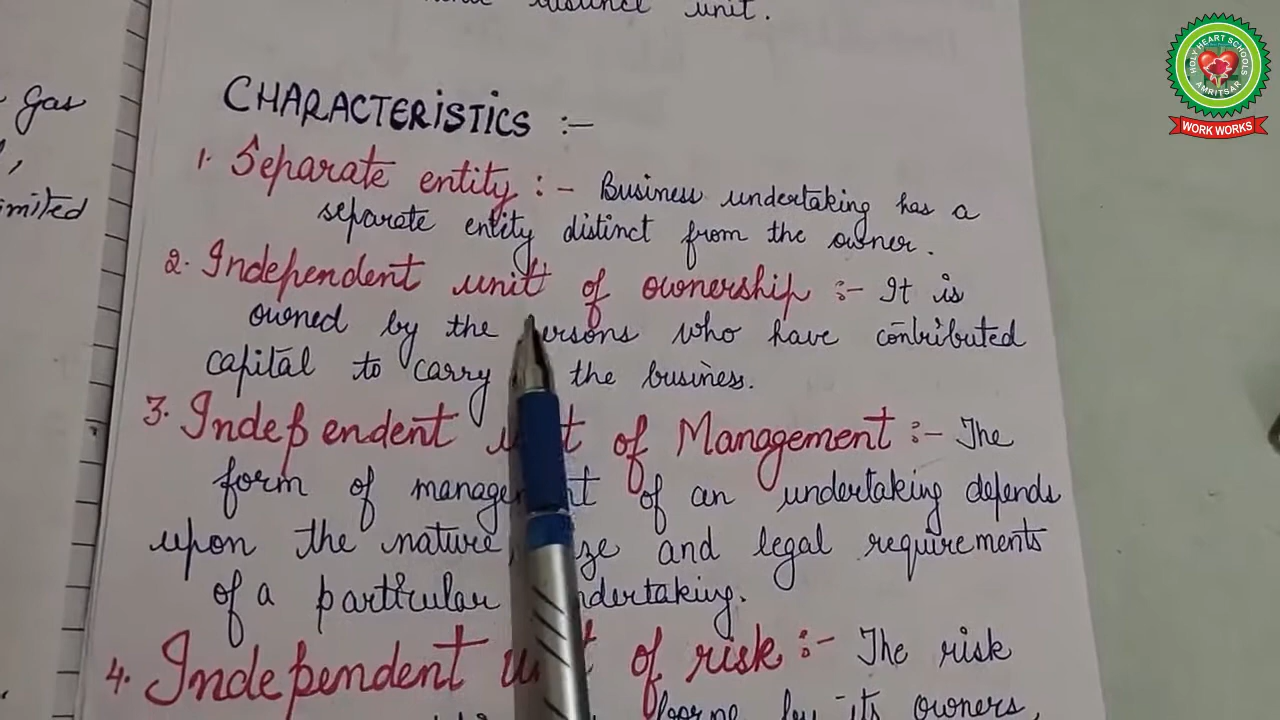 distinct unit.
Gas
imited
CHARACTERISTICS :-
1. Separate entity :- Business undertaking has a
separate entity distinct from the owner.
2. Independent unit of ownership :- It is
owned by the persons who have contributed
capital to carry the business.
3. Independent unit of Management :- The
form of management of an undertaking depends
upon the nature, size and legal requirements
of a particular undertaking.
4. Independent unit of risk :- The risk
by its owners,
HOLY HEART SCHOOLS
AMRITSAR
WORK WORKS